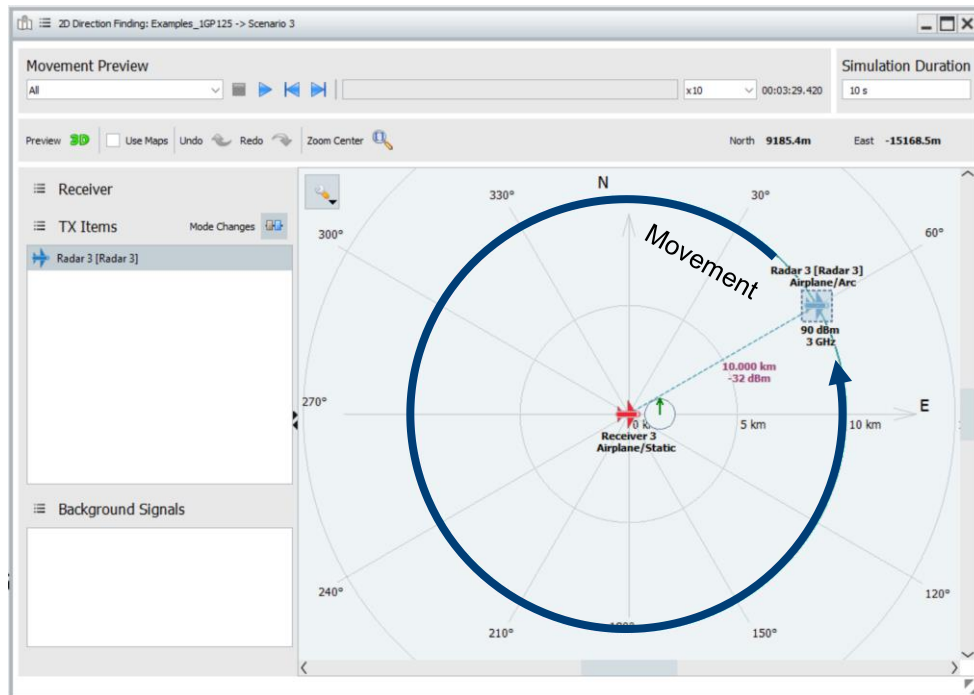 2D Direction Finding: Examples_1GP125 -> Scenario 3
Movement Preview
Simulation Duration
All
x10
00:03:29.420
10 s
Preview 3D Use Maps Undo Redo Zoom Center
North 9185.4m East -15168.5m
Receiver
TX Items Mode Changes
Radar 3 [Radar 3]
Background Signals
N
330°
30°
300°
60°
Movement
Radar 3 [Radar 3]
Airplane/Arc
90 dBm
3 GHz
10.000 km
-32 dBm
270°
E
5 km
10 km
Receiver 3
Airplane/Static
240°
120°
210°
150°